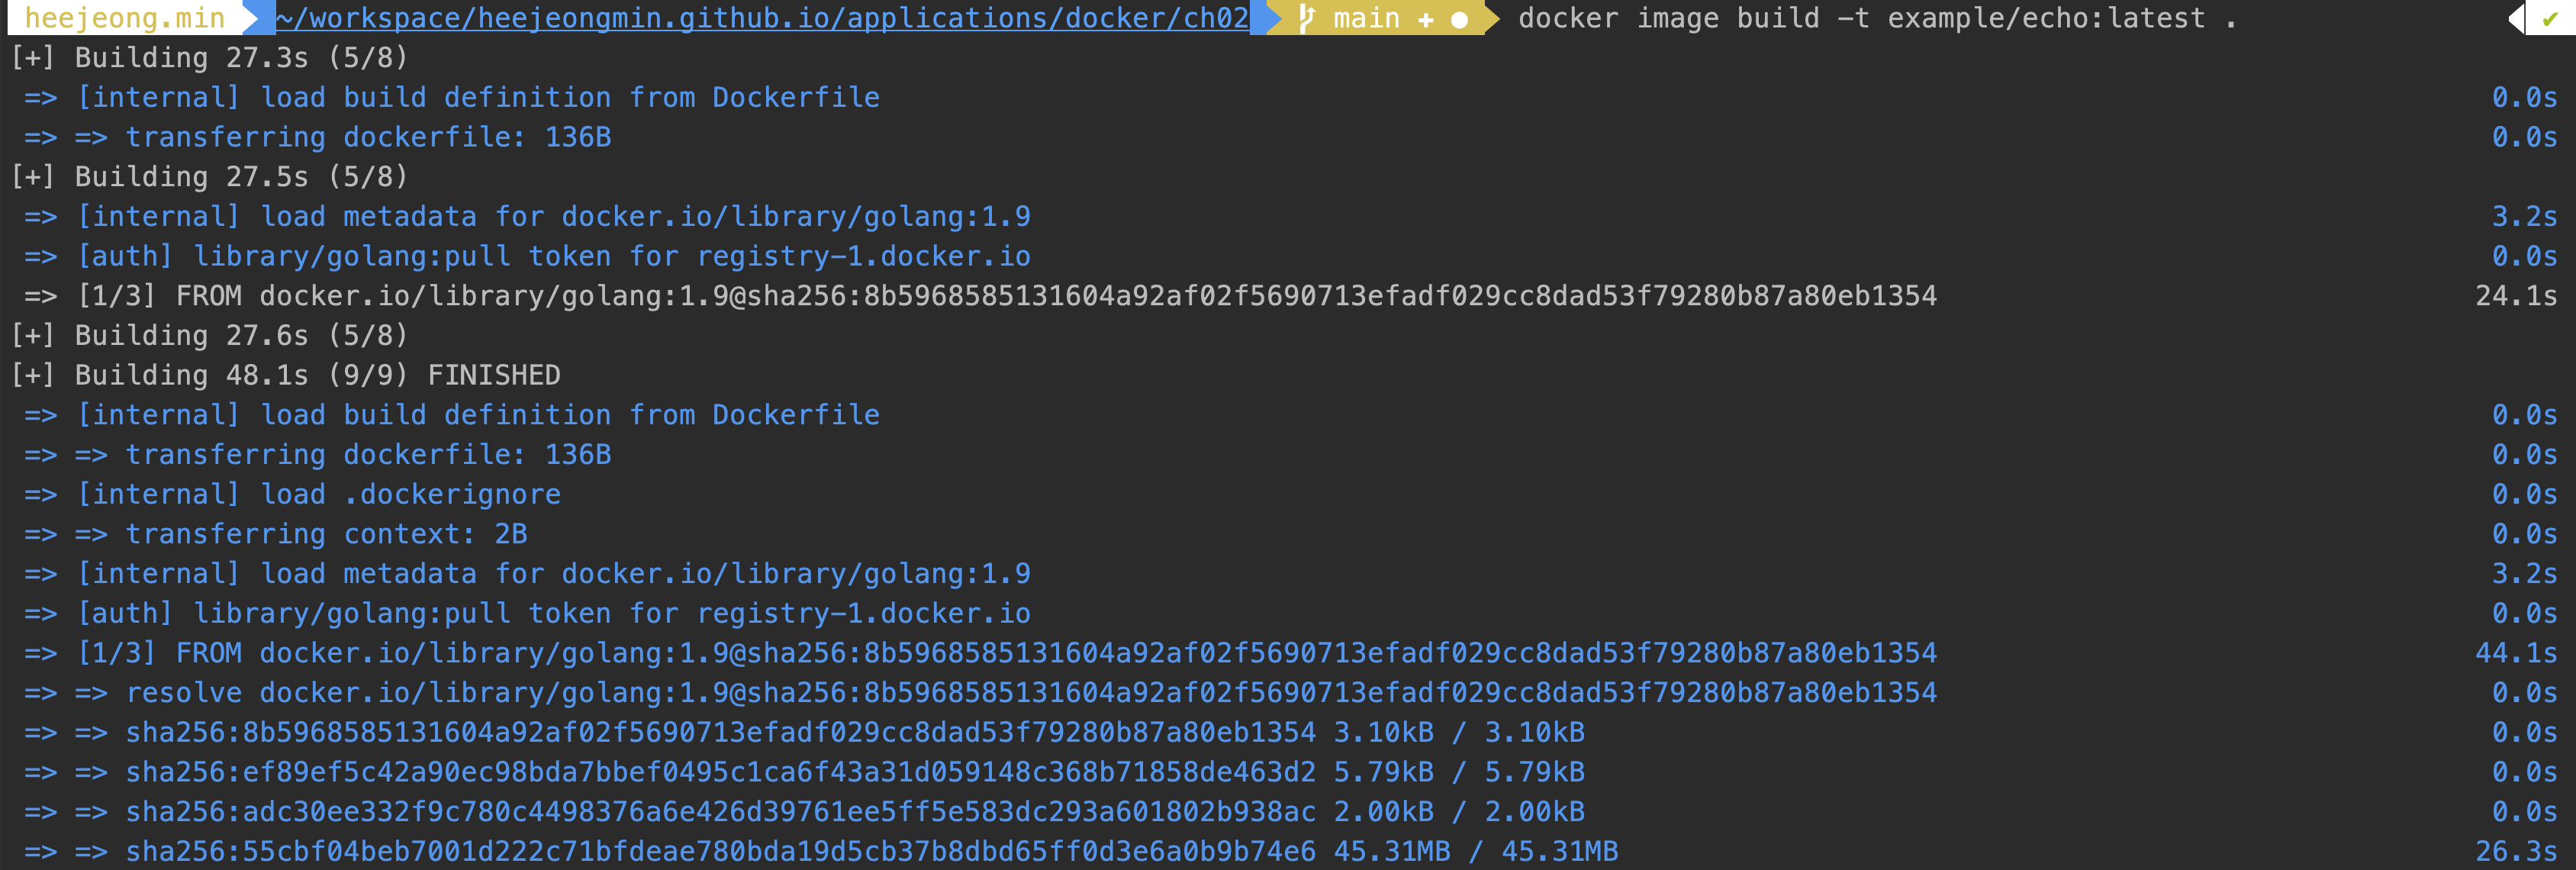 heejeong.min ~/workspace/heejeongmin.github.io/applications/docker/ch02 main + ● docker image build -t example/echo:latest . ✔
[+] Building 27.3s (5/8)
=> [internal] load build definition from Dockerfile 0.0s
=> => transferring dockerfile: 136B 0.0s
[+] Building 27.5s (5/8)
=> [internal] load metadata for docker.io/library/golang:1.9 3.2s
=> [auth] library/golang:pull token for registry-1.docker.io 0.0s
=> [1/3] FROM docker.io/library/golang:1.9@sha256:8b5968585131604a92af02f5690713efadf029cc8dad53f79280b87a80eb1354 24.1s
[+] Building 27.6s (5/8)
[+] Building 48.1s (9/9) FINISHED
=> [internal] load build definition from Dockerfile 0.0s
=> => transferring dockerfile: 136B 0.0s
=> [internal] load .dockerignore 0.0s
=> => transferring context: 2B 0.0s
=> [internal] load metadata for docker.io/library/golang:1.9 3.2s
=> [auth] library/golang:pull token for registry-1.docker.io 0.0s
=> [1/3] FROM docker.io/library/golang:1.9@sha256:8b5968585131604a92af02f5690713efadf029cc8dad53f79280b87a80eb1354 44.1s
=> => resolve docker.io/library/golang:1.9@sha256:8b5968585131604a92af02f5690713efadf029cc8dad53f79280b87a80eb1354 0.0s
=> => sha256:8b5968585131604a92af02f5690713efadf029cc8dad53f79280b87a80eb1354 3.10kB / 3.10kB 0.0s
=> => sha256:ef89ef5c42a90ec98bda7bbef0495c1ca6f43a31d059148c368b71858de463d2 5.79kB / 5.79kB 0.0s
=> => sha256:adc30ee332f9c780c4498376a6e426d39761ee5ff5e583dc293a601802b938ac 2.00kB / 2.00kB 0.0s
=> => sha256:55cbf04beb7001d222c71bfdeae780bda19d5cb37b8dbd65ff0d3e6a0b9b74e6 45.31MB / 45.31MB 26.3s